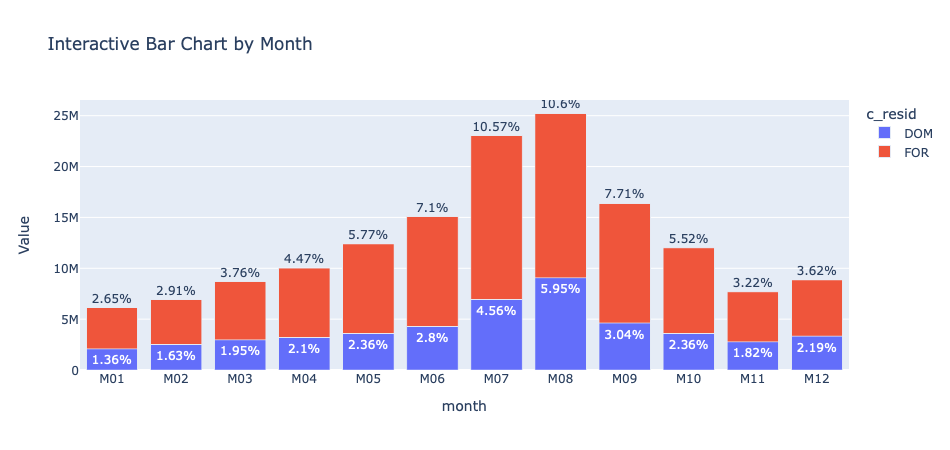 Interactive Bar Chart by Month
25M
20M
15M
10M
5M
0
Value
2.65%
2.91%
3.76%
4.47%
5.77%
7.1%
10.57%
10.6%
7.71%
5.52%
3.22%
3.62%
1.36%
1.63%
1.95%
2.1%
2.36%
2.8%
4.56%
5.95%
3.04%
2.36%
1.82%
2.19%
M01 M02 M03 M04 M05 M06 M07 M08 M09 M10 M11 M12
month
c_resid
DOM
FOR